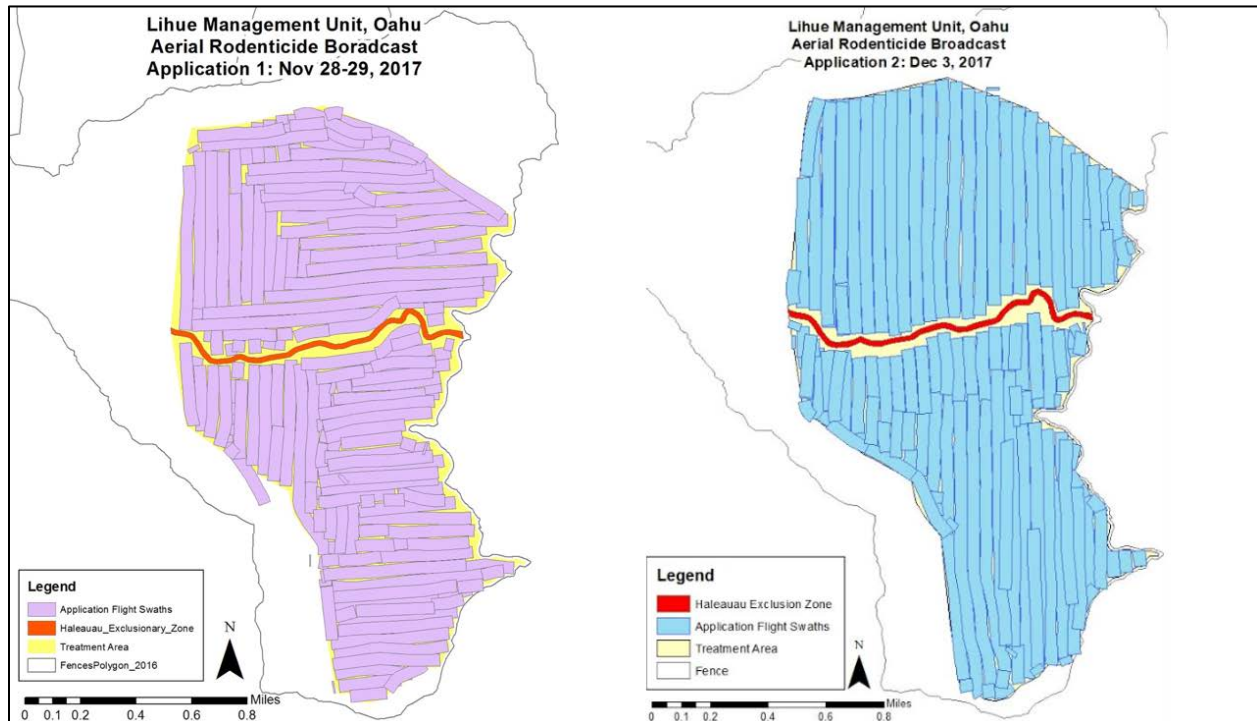 Lihue Management Unit, Oahu
Aerial Rodenticide Boradcast
Application 1: Nov 28-29, 2017
Legend
Application Flight Swaths
Haleauau_Exclusionary_Zone
Treatment Area
FencesPolygon_2016
N
Miles
0 0.1 0.2 0.4 0.6 0.8
Lihue Management Unit, Oahu
Aerial Rodenticide Broadcast
Application 2: Dec 3, 2017
Legend
Haleauau Exclusion Zone
Application Flight Swaths
Treatment Area
Fence
N
Miles
0 0.1 0.2 0.4 0.6 0.8